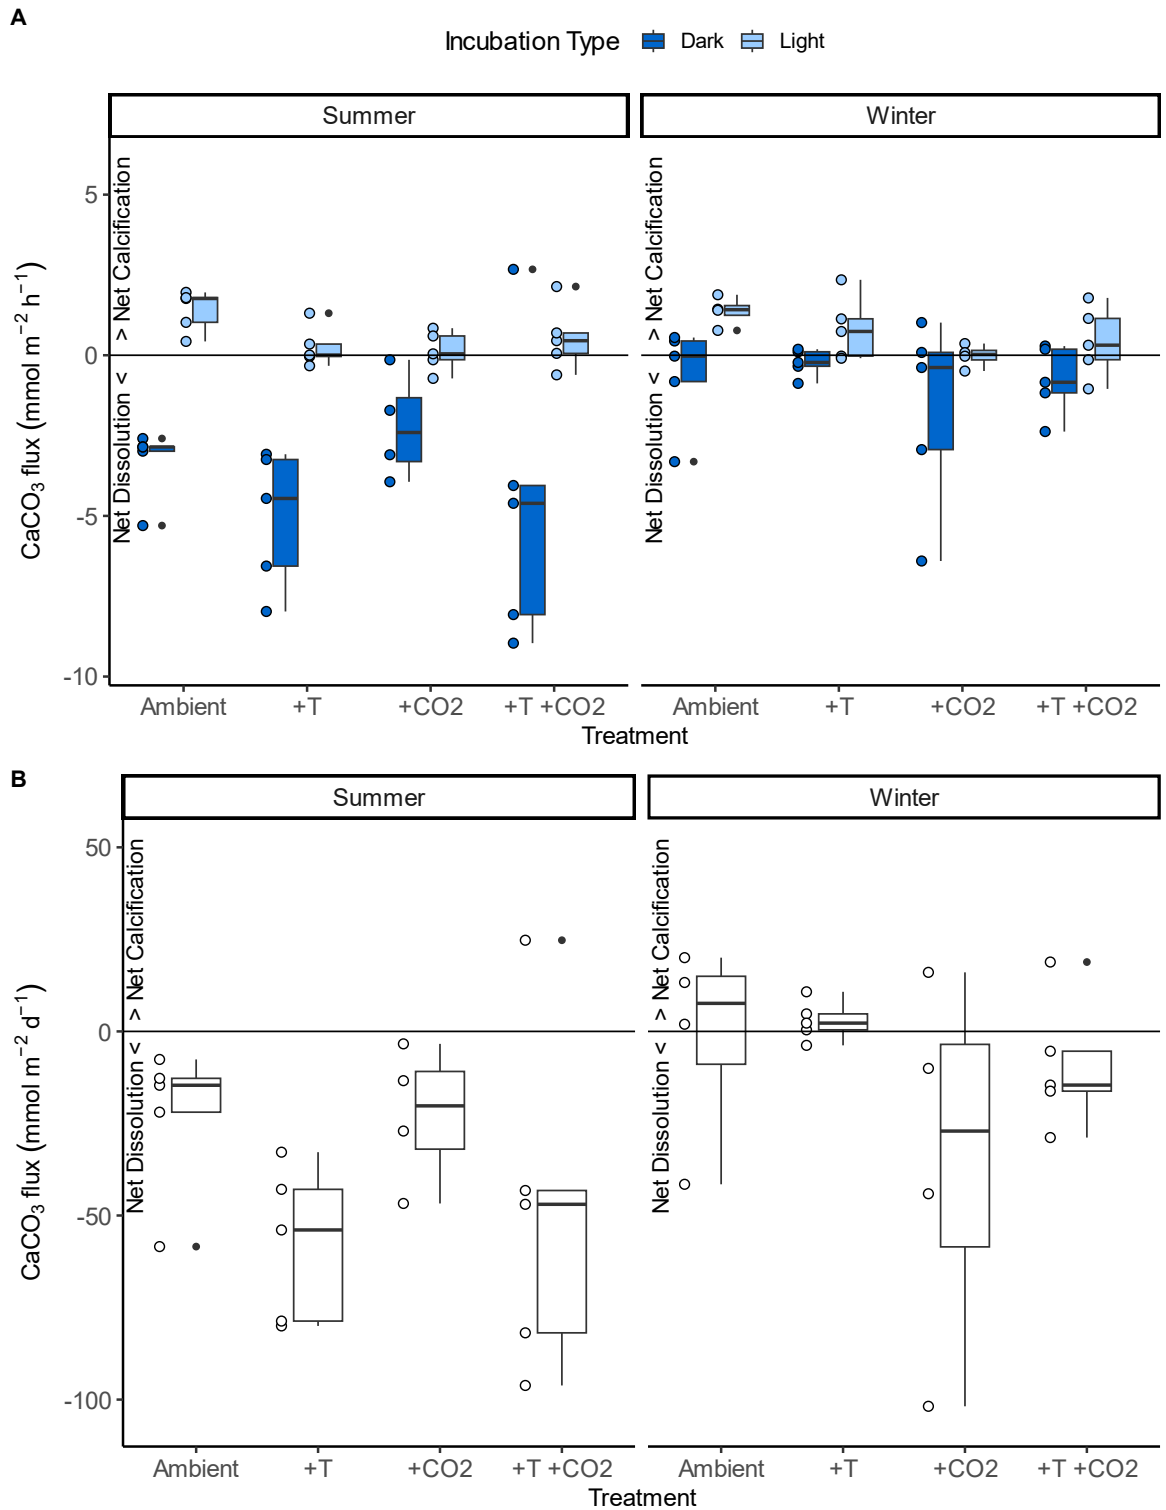 A
Incubation Type Dark Light
Summer Winter
CaCO₃ flux (mmol m⁻² h⁻¹)
5
0
-5
-10
Net Dissolution < > Net Calcification
Net Dissolution < > Net Calcification
Ambient +T +CO2 +T +CO2 Ambient +T +CO2 +T +CO2
Treatment
B
Summer Winter
CaCO₃ flux (mmol m⁻² d⁻¹)
50
0
-50
-100
Net Dissolution < > Net Calcification
Net Dissolution < > Net Calcification
Ambient +T +CO2 +T +CO2 Ambient +T +CO2 +T +CO2
Treatment